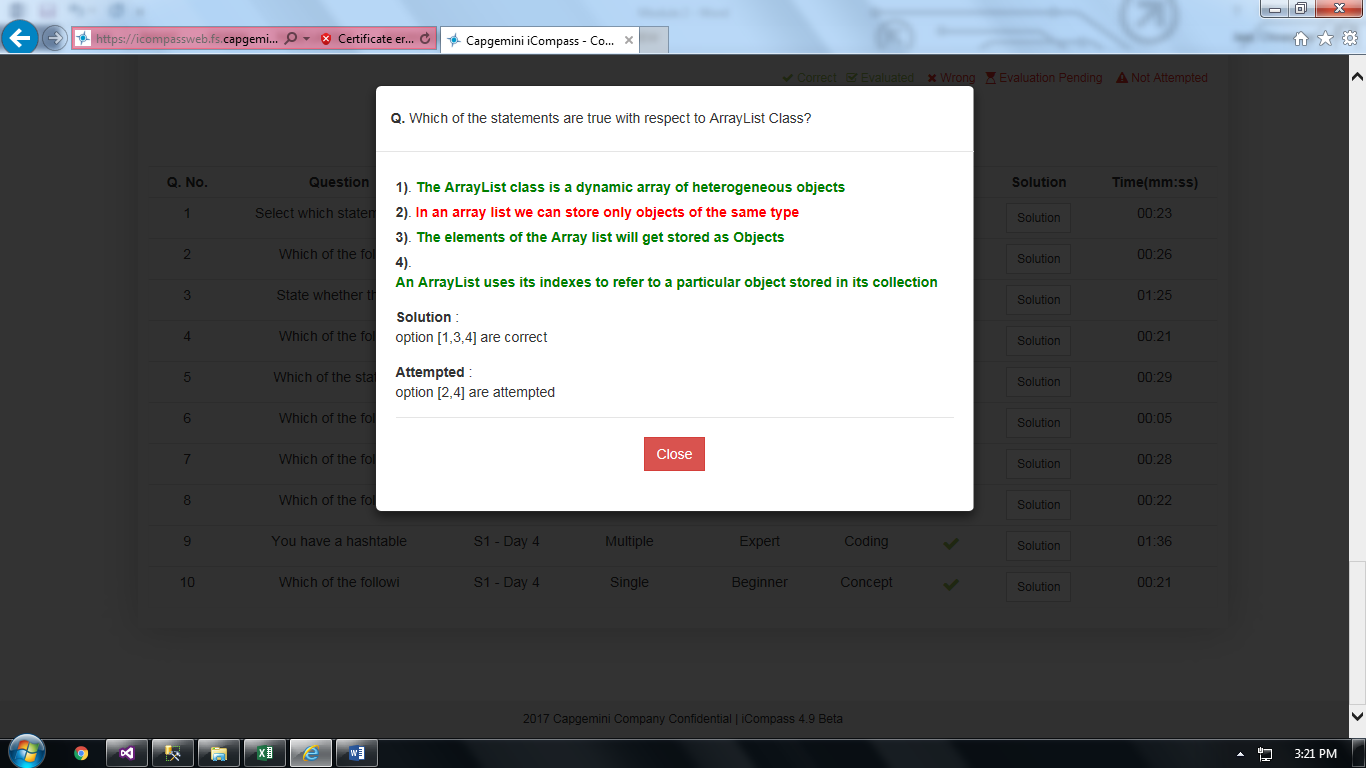 https://icompassweb.fs.capgemi...
Certificate er...
Capgemini iCompass - Co...
Correct Evaluated Wrong Evaluation Pending Not Attempted
Q. Which of the statements are true with respect to ArrayList Class?
1). The ArrayList class is a dynamic array of heterogeneous objects
2). In an array list we can store only objects of the same type
3). The elements of the Array list will get stored as Objects
4).
An ArrayList uses its indexes to refer to a particular object stored in its collection
Solution :
option [1,3,4] are correct
Attempted :
option [2,4] are attempted
Close
Q. No. Question Solution Time(mm:ss)
1 Select which statem Solution 00:23
2 Which of the fol Solution 00:26
3 State whether th Solution 01:25
4 Which of the fol Solution 00:21
5 Which of the stat Solution 00:29
6 Which of the fol Solution 00:05
7 Which of the fol Solution 00:28
8 Which of the fol Solution 00:22
9 You have a hashtable S1 - Day 4 Multiple Expert Coding Solution 01:36
10 Which of the followi S1 - Day 4 Single Beginner Concept Solution 00:21
2017 Capgemini Company Confidential | iCompass 4.9 Beta
3:21 PM